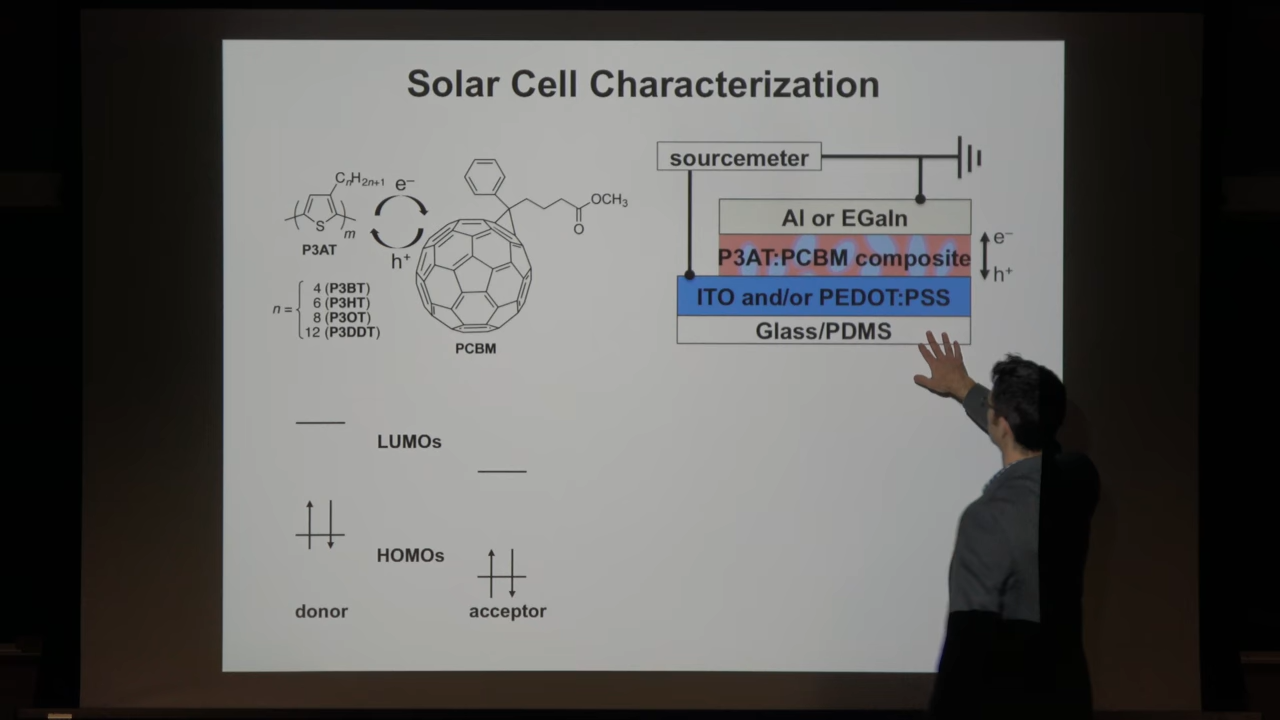 Solar Cell Characterization
CnH2n+1
e–
S
m
P3AT
h+
n =
4 (P3BT)
6 (P3HT)
8 (P3OT)
12 (P3DDT)
OCH3
O
PCBM
sourcemeter
Al or EGaIn
P3AT:PCBM composite
e–
h+
ITO and/or PEDOT:PSS
Glass/PDMS
LUMOs
HOMOs
donor
acceptor